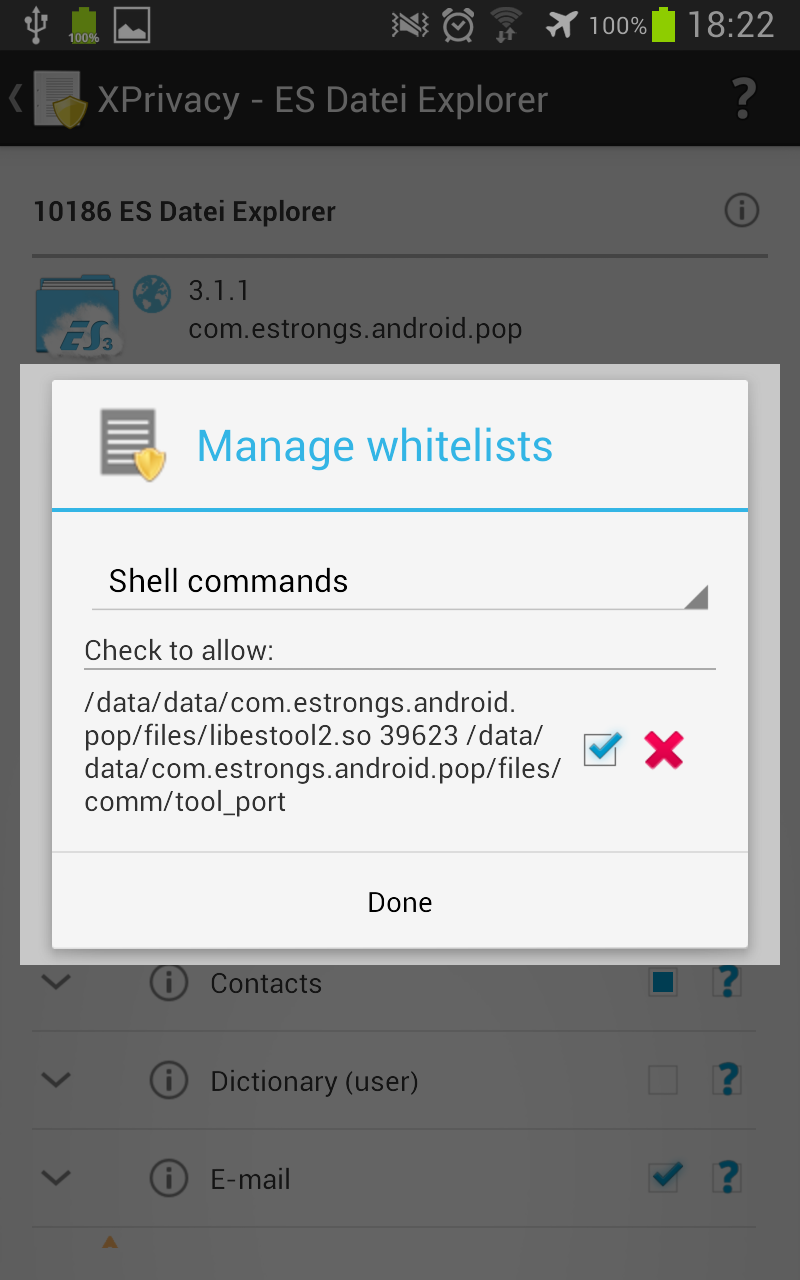 100%
100%
18:22
XPrivacy - ES Datei Explorer
?
10186 ES Datei Explorer
3.1.1
ES3
com.estrongs.android.pop
Manage whitelists
Shell commands
Check to allow:
/data/data/com.estrongs.android.
pop/files/libestool2.so 39623 /data/
data/com.estrongs.android.pop/files/
comm/tool_port
Done
Contacts
?
Dictionary (user)
?
E-mail
?